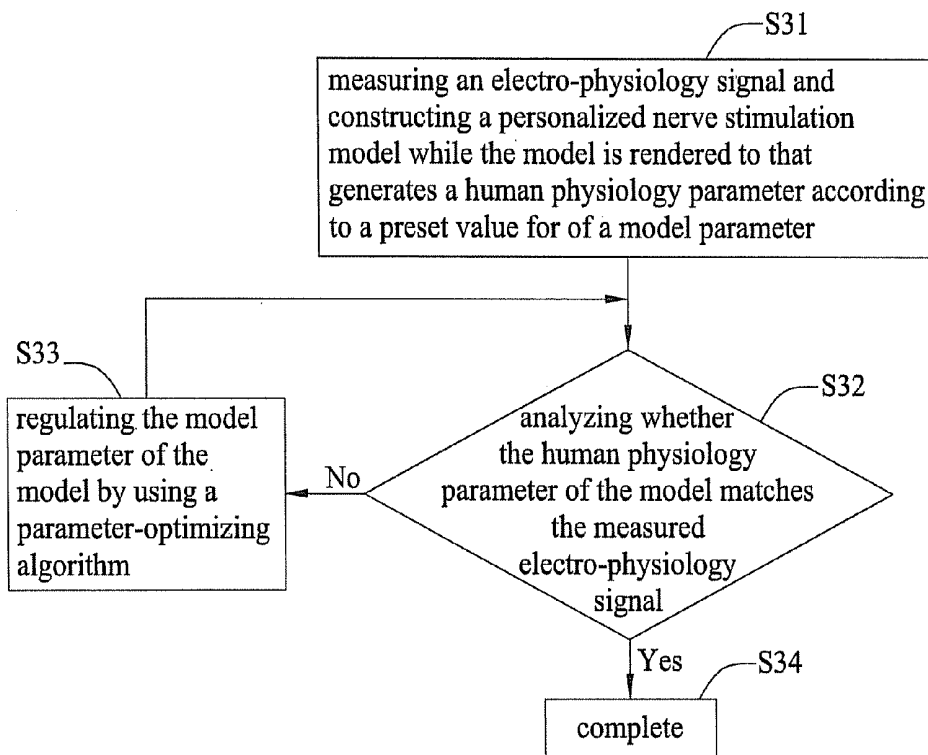 S31
measuring an electro-physiology signal and
constructing a personalized nerve stimulation
model while the model is rendered to that
generates a human physiology parameter according
to a preset value for of a model parameter
S33
regulating the model
parameter of the
model by using a
parameter-optimizing
algorithm
No
S32
analyzing whether
the human physiology
parameter of the model matches
the measured
electro-physiology
signal
Yes
S34
complete